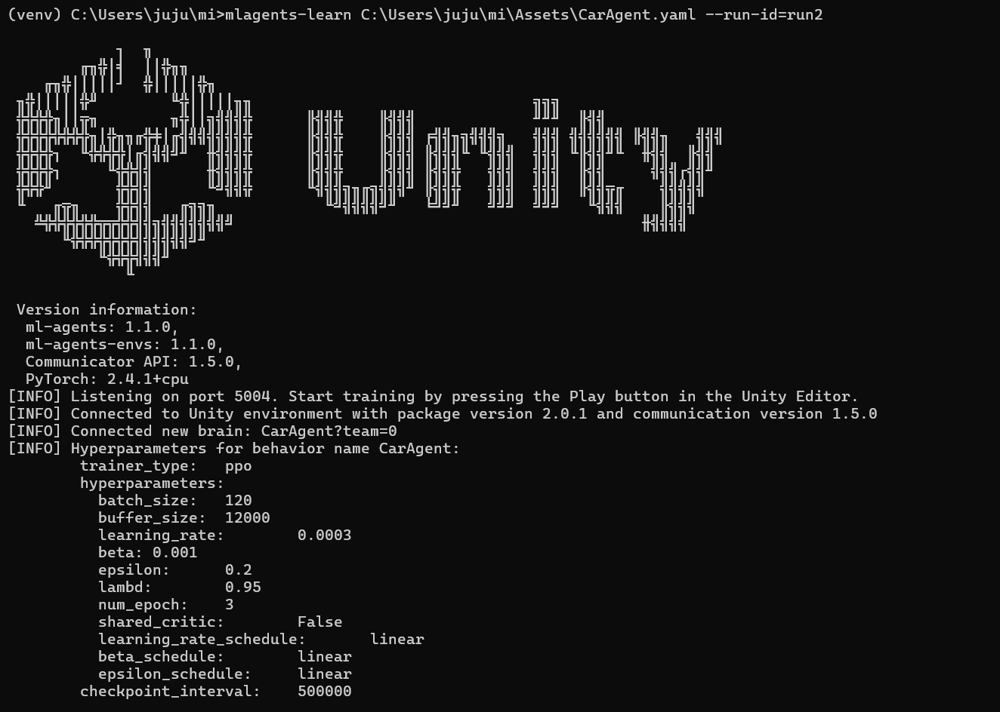 (venv) C:\Users\juju\mi>mlagents-learn C:\Users\juju\mi\Assets\CarAgent.yaml --run-id=run2
Unity
Version information:
ml-agents: 1.1.0,
ml-agents-envs: 1.1.0,
Communicator API: 1.5.0,
PyTorch: 2.4.1+cpu
[INFO] Listening on port 5004. Start training by pressing the Play button in the Unity Editor.
[INFO] Connected to Unity environment with package version 2.0.1 and communication version 1.5.0
[INFO] Connected new brain: CarAgent?team=0
[INFO] Hyperparameters for behavior name CarAgent:
trainer_type: ppo
hyperparameters:
batch_size: 120
buffer_size: 12000
learning_rate: 0.0003
beta: 0.001
epsilon: 0.2
lambd: 0.95
num_epoch: 3
shared_critic: False
learning_rate_schedule: linear
beta_schedule: linear
epsilon_schedule: linear
checkpoint_interval: 500000